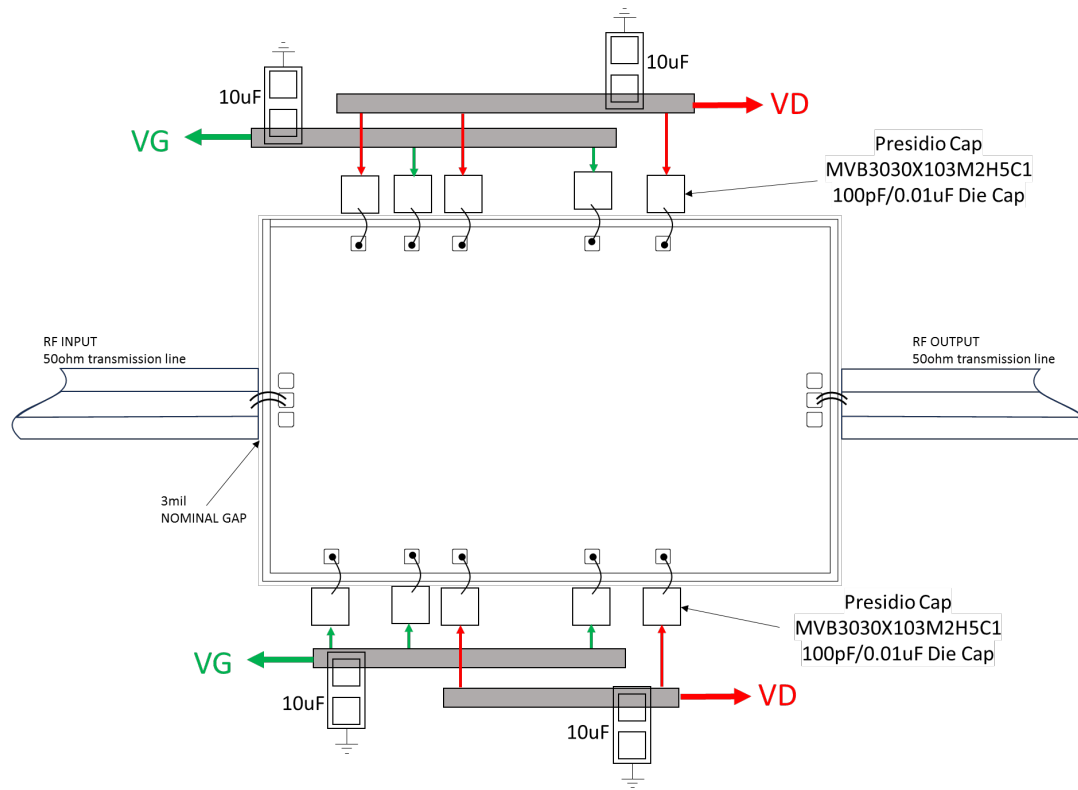 10uF
10uF
VD
VG
Presidio Cap
MVB3030X103M2H5C1
100pF/0.01uF Die Cap
RF INPUT
50ohm transmission line
RF OUTPUT
50ohm transmission line
3mil
NOMINAL GAP
Presidio Cap
MVB3030X103M2H5C1
100pF/0.01uF Die Cap
VG
VD
10uF
10uF